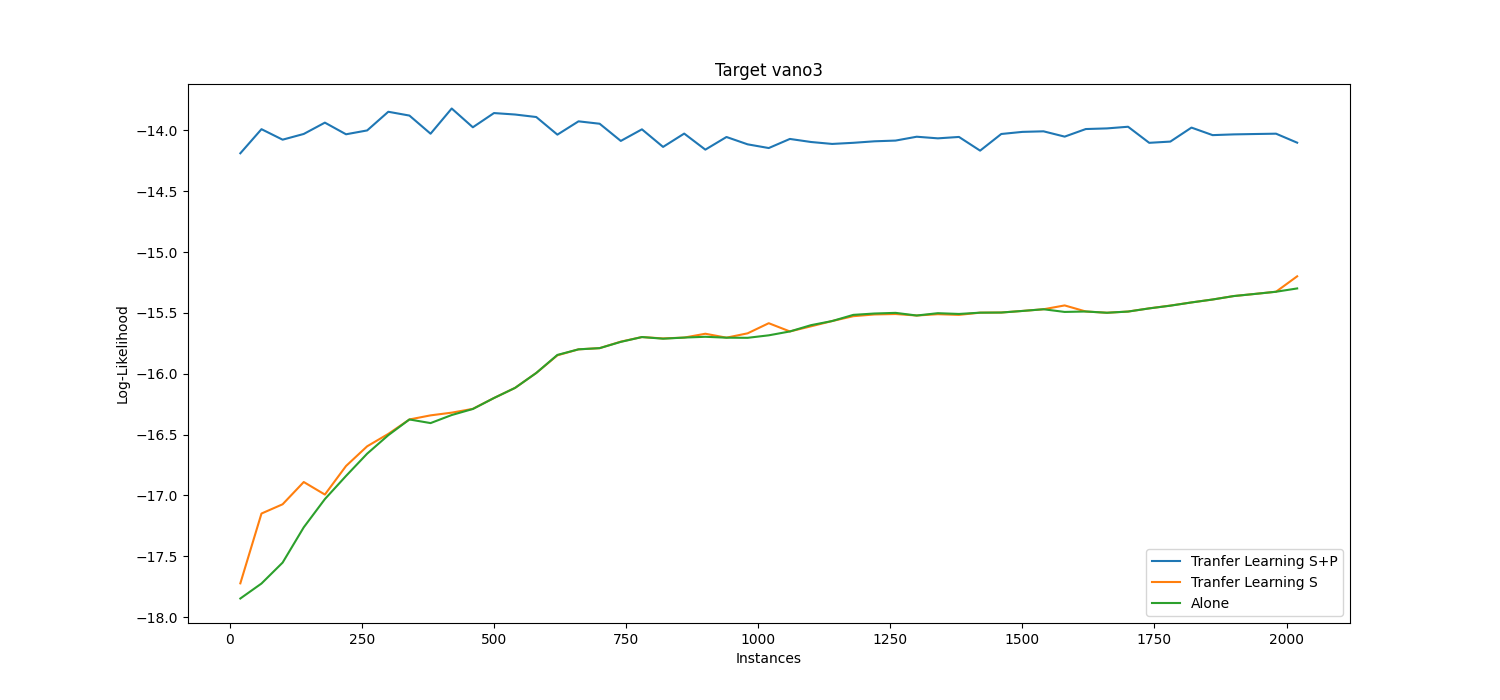 Target vano3
Log-Likelihood
−14.0
−14.5
−15.0
−15.5
−16.0
−16.5
−17.0
−17.5
−18.0
0 250 500 750 1000 1250 1500 1750 2000
Instances
Tranfer Learning S+P
Tranfer Learning S
Alone